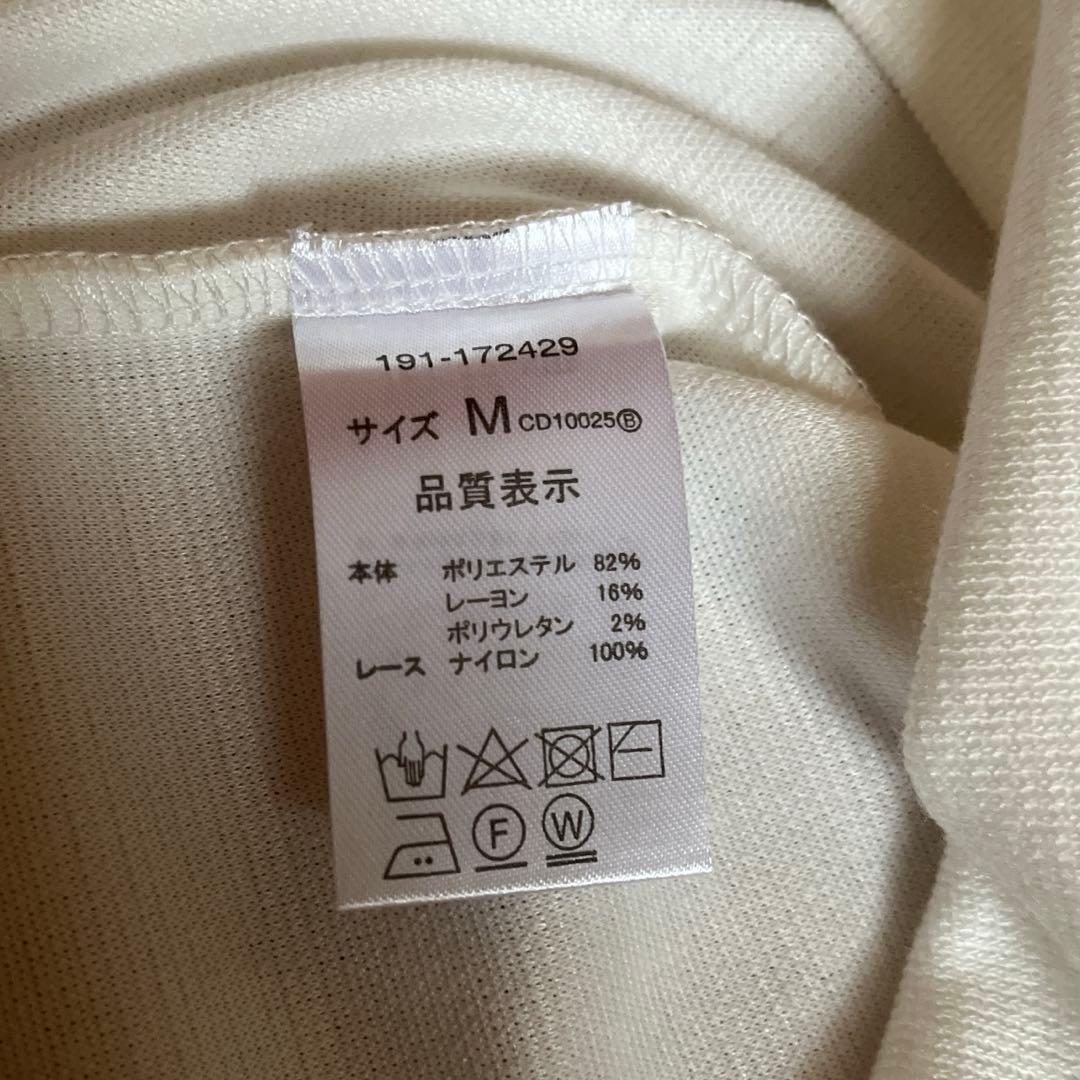 191-172429
サイズ M CD10025Ⓑ
品質表示
本体 ポリエステル 82%
レーヨン 16%
ポリウレタン 2%
レース ナイロン 100%
F W